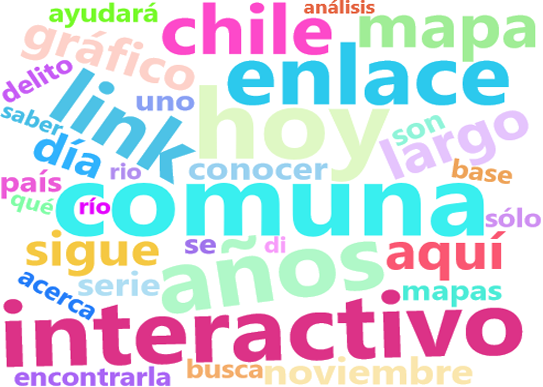 ayudará
análisis
chile
mapa
gráfico
enlace
delito
uno
link
hoy
saber
son
largo
día
conocer
base
país
rio
qué
río
comuna
sólo
sigue
se
di
aquí
años
acerca
serie
mapas
interactivo
encontrarla
busca
noviembre